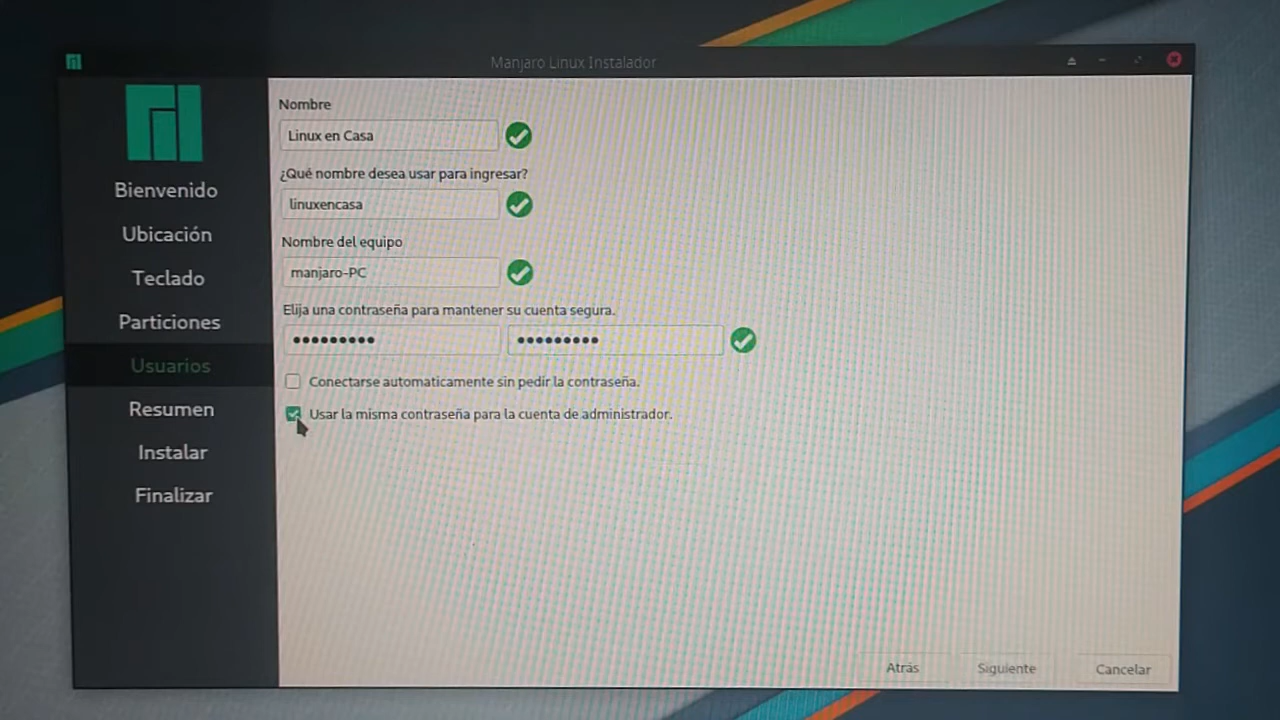 Manjaro Linux Instalador
Bienvenido
Ubicación
Teclado
Particiones
Usuarios
Resumen
Instalar
Finalizar
Nombre
Linux en Casa
¿Qué nombre desea usar para ingresar?
linuxencasa
Nombre del equipo
manjaro-PC
Elija una contraseña para mantener su cuenta segura.
Conectarse automaticamente sin pedir la contraseña.
Usar la misma contraseña para la cuenta de administrador.
Atrás
Siguiente
Cancelar